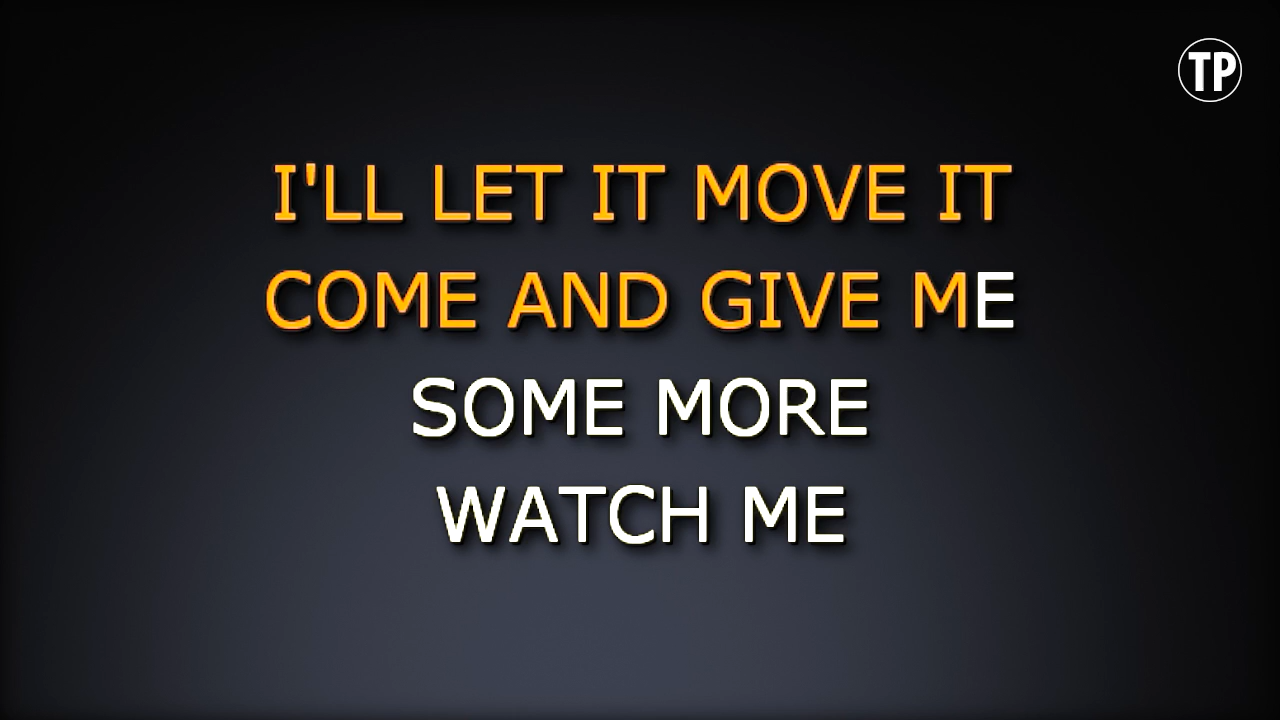 TP
I'LL LET IT MOVE IT
COME AND GIVE ME
SOME MORE
WATCH ME